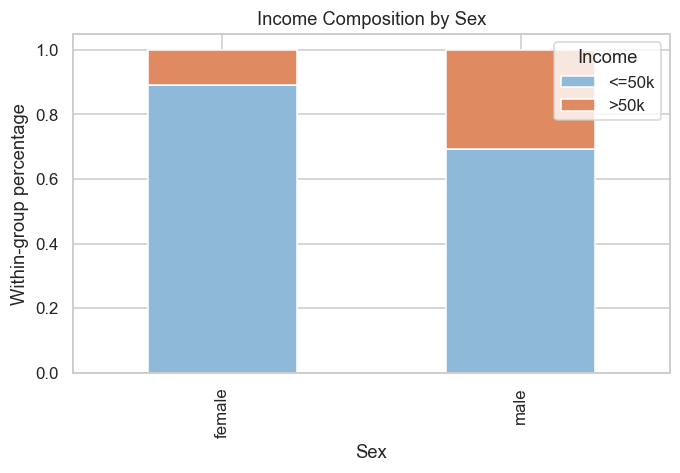 Income Composition by Sex
Income
<=50k
>50k
Within-group percentage
1.0
0.8
0.6
0.4
0.2
0.0
female
male
Sex